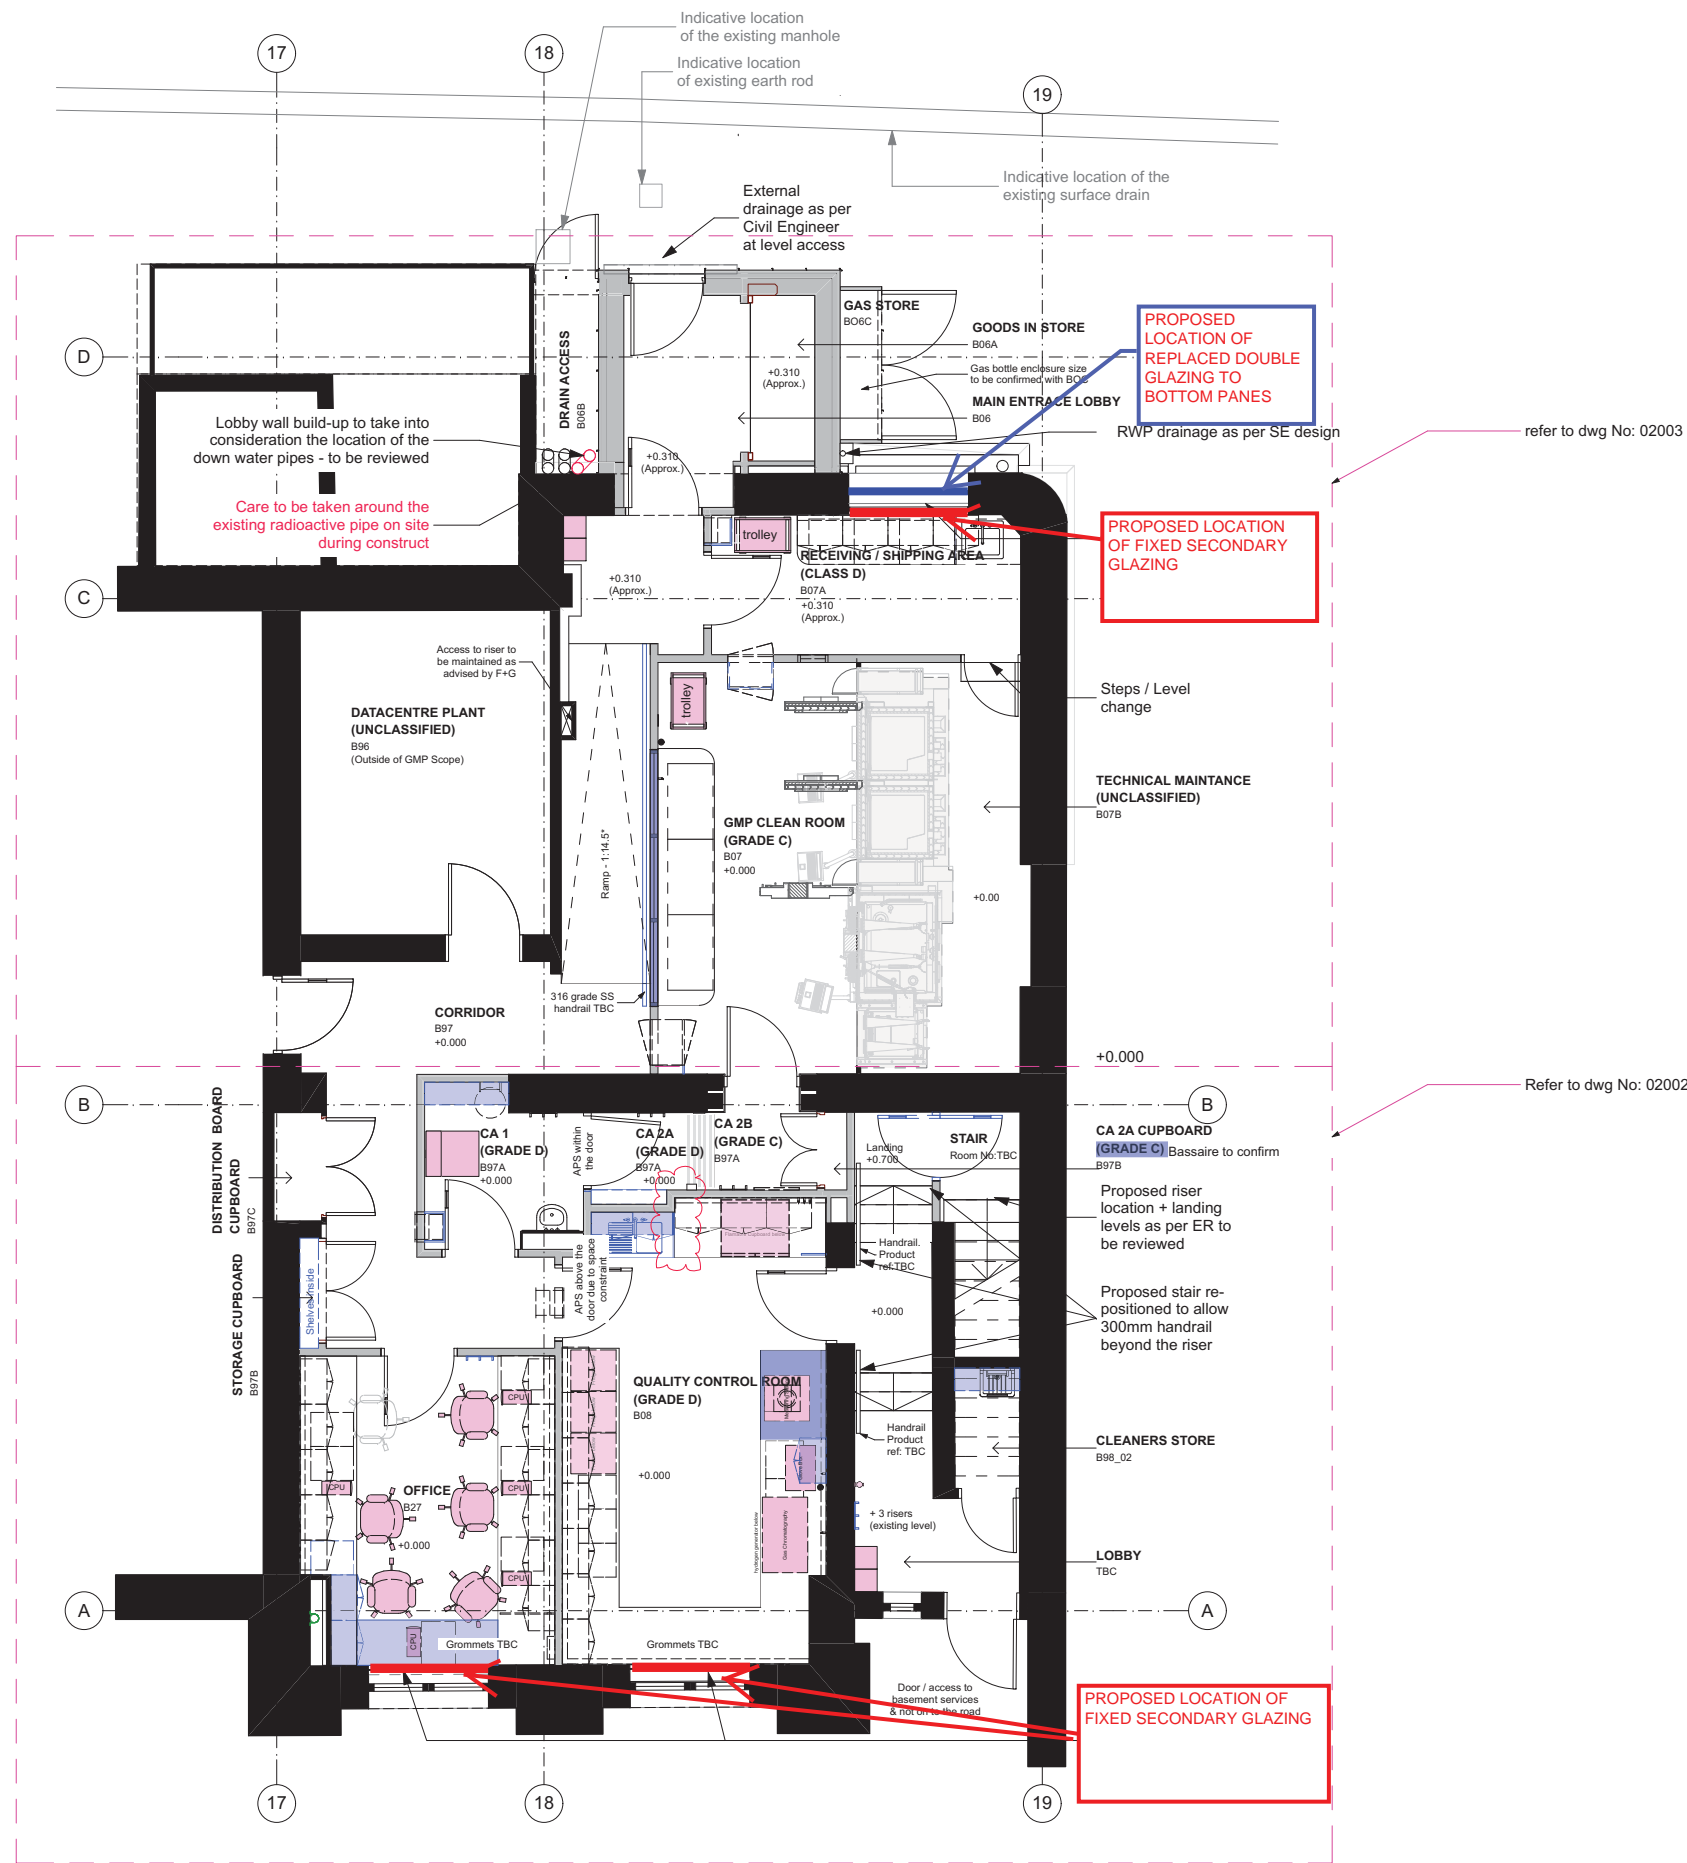 Indicative location
of the existing manhole
Indicative location
of existing earth rod
17
18
19
Indicative location of the
existing surface drain
External
drainage as per
Civil Engineer
at level access
GAS STORE
BO6C
GOODS IN STORE
B06A
Gas bottle enclosure size
to be confirmed with BOC
MAIN ENTRACE LOBBY
B06
PROPOSED
LOCATION OF
REPLACED DOUBLE
GLAZING TO
BOTTOM PANES
RWP drainage as per SE design
refer to dwg No: 02003
D
DRAIN ACCESS
B06B
+0.310
(Approx.)
+0.310
(Approx.)
Lobby wall build-up to take into
consideration the location of the
down water pipes - to be reviewed
Care to be taken around the
existing radioactive pipe on site
during construct
PROPOSED LOCATION
OF FIXED SECONDARY
GLAZING
trolley
RECEIVING / SHIPPING AREA
(CLASS D)
B07A
+0.310
(Approx.)
+0.310
(Approx.)
C
Access to riser to
be maintained as
advised by F+G
trolley
Steps / Level
change
DATACENTRE PLANT
(UNCLASSIFIED)
B96
(Outside of GMP Scope)
TECHNICAL MAINTANCE
(UNCLASSIFIED)
B07B
GMP CLEAN ROOM
(GRADE C)
B07
+0.000
Ramp - 1:14.5°
+0.00
316 grade SS
handrail TBC
CORRIDOR
B97
+0.000
+0.000
Refer to dwg No: 02002
B
B
DISTRIBUTION BOARD
CUPBOARD
B97C
CA 1
(GRADE D)
B97A
+0.000
APS within
the door
CA 2A
(GRADE D)
B97A
+0.000
CA 2B
(GRADE C)
B97A
Landing
+0.700
STAIR
Room No:TBC
CA 2A CUPBOARD
(GRADE C) Bassaire to confirm
B97B
Proposed riser
location + landing
levels as per ER to
be reviewed
STORAGE CUPBOARD
B97B
Shelves inside
APS above the
door due to space
constraint
Handrail.
Product
ref:TBC
+0.000
Proposed stair re-
positioned to allow
300mm handrail
beyond the riser
QUALITY CONTROL ROOM
(GRADE D)
B08
+0.000
CPU
CPU
CPU
CPU
CPU
OFFICE
B27
+0.000
Handrail
Product
ref: TBC
CLEANERS STORE
B98_02
hydrogen generator below
Gas Chromatography
+ 3 risers
(existing level)
LOBBY
TBC
A
A
Grommets TBC
Grommets TBC
Door / access to
basement services
& not on to the road
PROPOSED LOCATION OF
FIXED SECONDARY GLAZING
17
18
19